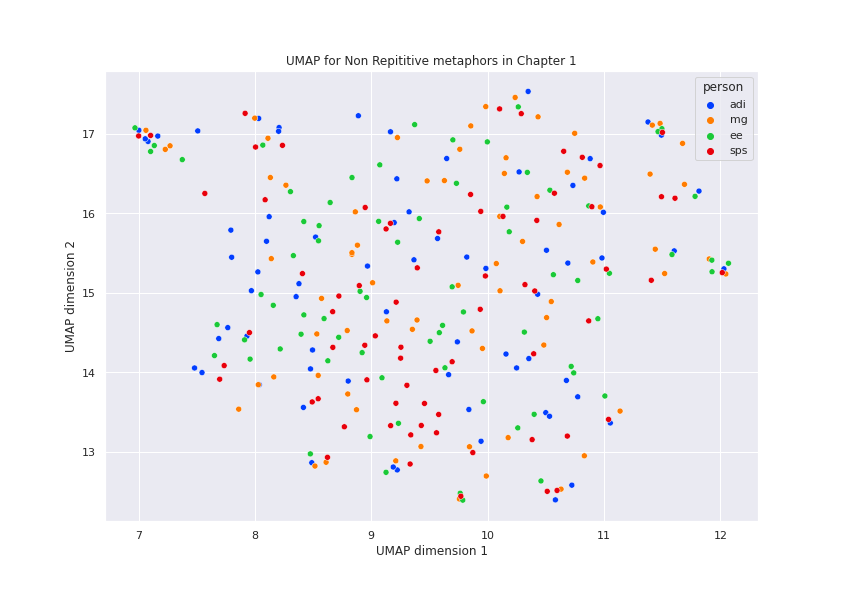 UMAP for Non Repititive metaphors in Chapter 1
person
adi
mg
ee
sps
UMAP dimension 2
17
16
15
14
13
7 8 9 10 11 12
UMAP dimension 1